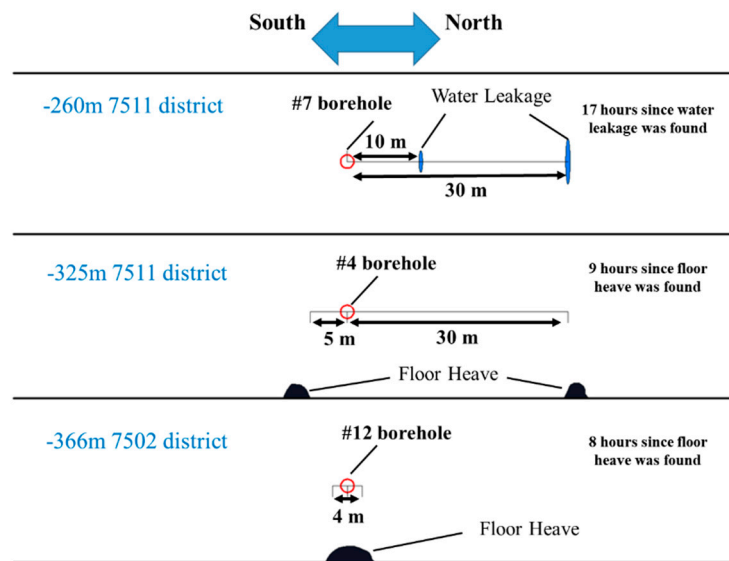 South North
-260m 7511 district
#7 borehole
Water Leakage
17 hours since water
leakage was found
10 m
30 m
-325m 7511 district
#4 borehole
9 hours since floor
heave was found
5 m
30 m
Floor Heave
-366m 7502 district
#12 borehole
8 hours since floor
heave was found
4 m
Floor Heave